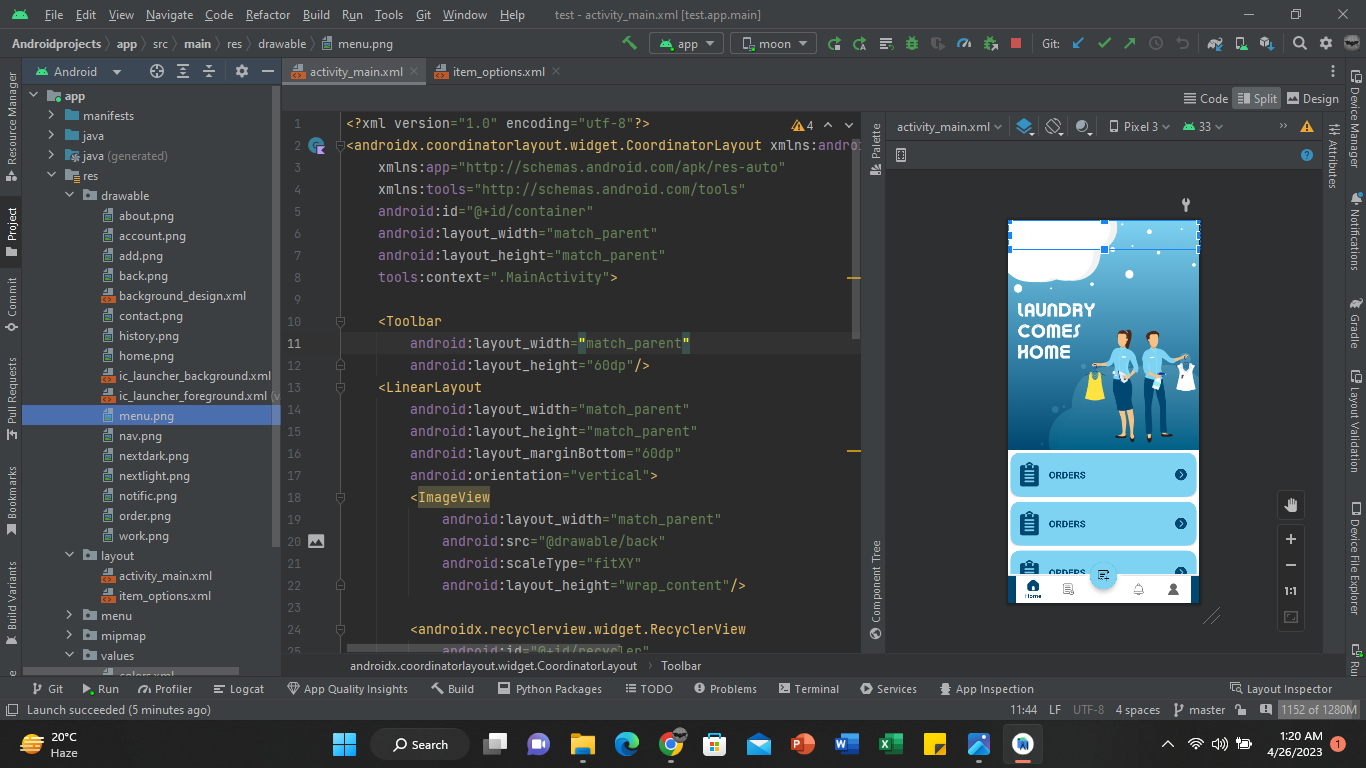 File Edit View Navigate Code Refactor Build Run Tools Git Window Help test - activity_main.xml [test.app.main]
Androidprojects app src main res drawable menu.png app moon Git:
Android activity_main.xml item_options.xml
Code Split Design
Resource Manager
Project
Commit
Pull Requests
Bookmarks
Build Variants
app
manifests
java
java (generated)
res
drawable
about.png
account.png
add.png
back.png
background_design.xml
contact.png
history.png
home.png
ic_launcher_background.xml
ic_launcher_foreground.xml (v
menu.png
nav.png
nextdark.png
nextlight.png
notific.png
order.png
work.png
layout
activity_main.xml
item_options.xml
menu
mipmap
values
colors.xml
4
1 <?xml version="1.0" encoding="utf-8"?>
2 <androidx.coordinatorlayout.widget.CoordinatorLayout xmlns:andro
3 xmlns:app="http://schemas.android.com/apk/res-auto"
4 xmlns:tools="http://schemas.android.com/tools"
5 android:id="@+id/container"
6 android:layout_width="match_parent"
7 android:layout_height="match_parent"
8 tools:context=".MainActivity">
9
10 <Toolbar
11 android:layout_width="match_parent"
12 android:layout_height="60dp"/>
13 <LinearLayout
14 android:layout_width="match_parent"
15 android:layout_height="match_parent"
16 android:layout_marginBottom="60dp"
17 android:orientation="vertical">
18 <ImageView
19 android:layout_width="match_parent"
20 android:src="@drawable/back"
21 android:scaleType="fitXY"
22 android:layout_height="wrap_content"/>
23
24 <androidx.recyclerview.widget.RecyclerView
25 android:id="@+id/recycler"
androidx.coordinatorlayout.widget.CoordinatorLayout Toolbar
Palette
Component Tree
activity_main.xml Pixel 3 33
LAUNDRY
COMES
HOME
ORDERS
ORDERS
ORDERS
Home
1:1
Attributes
Device Manager
Notifications
Gradle
Layout Validation
Device File Explorer
Ru
Git Run Profiler Logcat App Quality Insights Build Python Packages TODO Problems Terminal Services App Inspection Layout Inspector
Launch succeeded (5 minutes ago) 11:44 LF UTF-8 4 spaces master 1152 of 1280M
20°C
Haze
Search
1:20 AM
4/26/2023
1